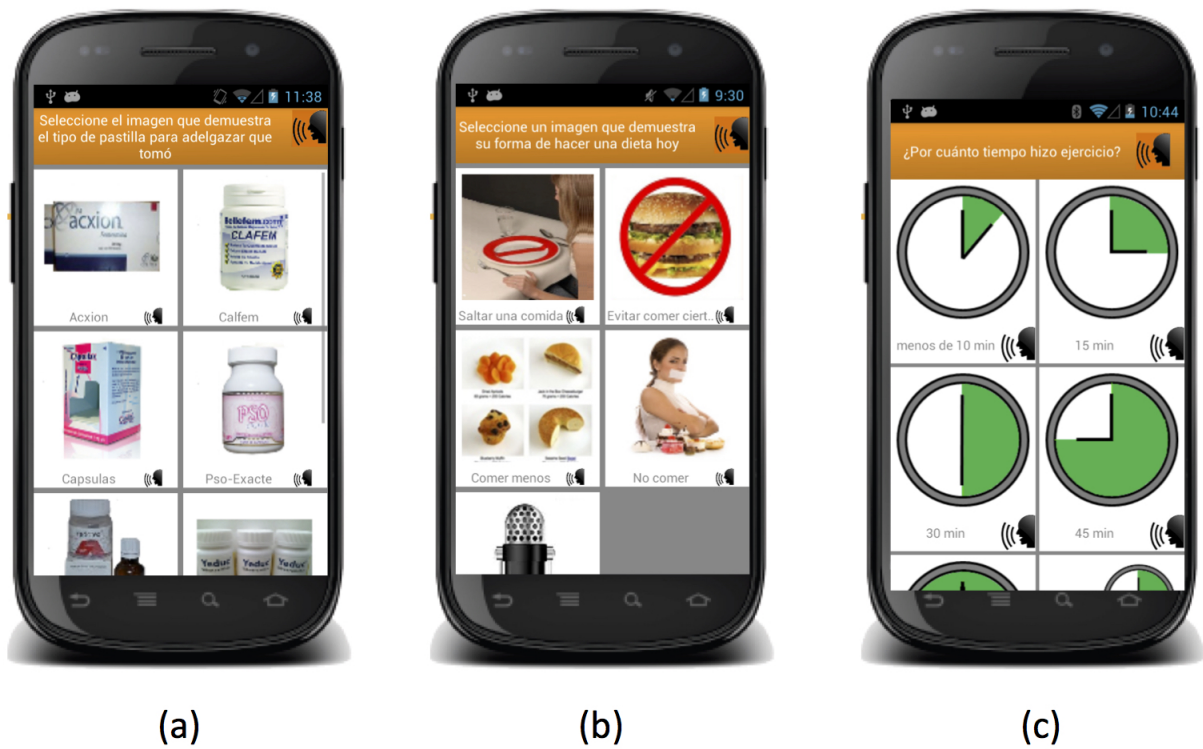 11:38
Seleccione el imagen que demuestra
el tipo de pastilla para adelgazar que
tomó
acxion
CLAFEM
Acxion
Calfem
PSO
Capsulas
Pso-Exacte
Yeduc
Yeduc
Yeduc
(a)
9:30
Seleccione un imagen que demuestra
su forma de hacer una dieta hoy
Saltar una comida
Evitar comer ciert..
Comer menos
No comer
(b)
10:44
¿Por cuánto tiempo hizo ejercicio?
menos de 10 min
15 min
30 min
45 min
(c)